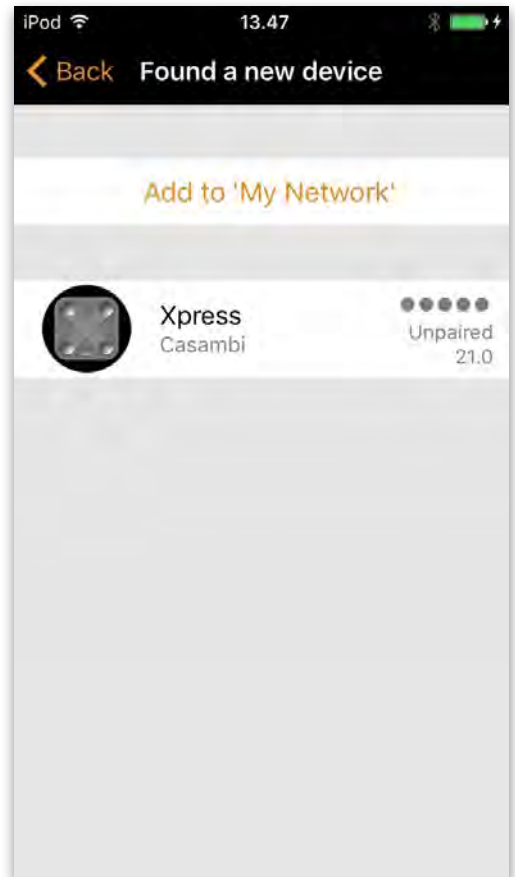 iPod 13.47
Back Found a new device
Add to 'My Network'
Xpress
Casambi
Unpaired
21.0